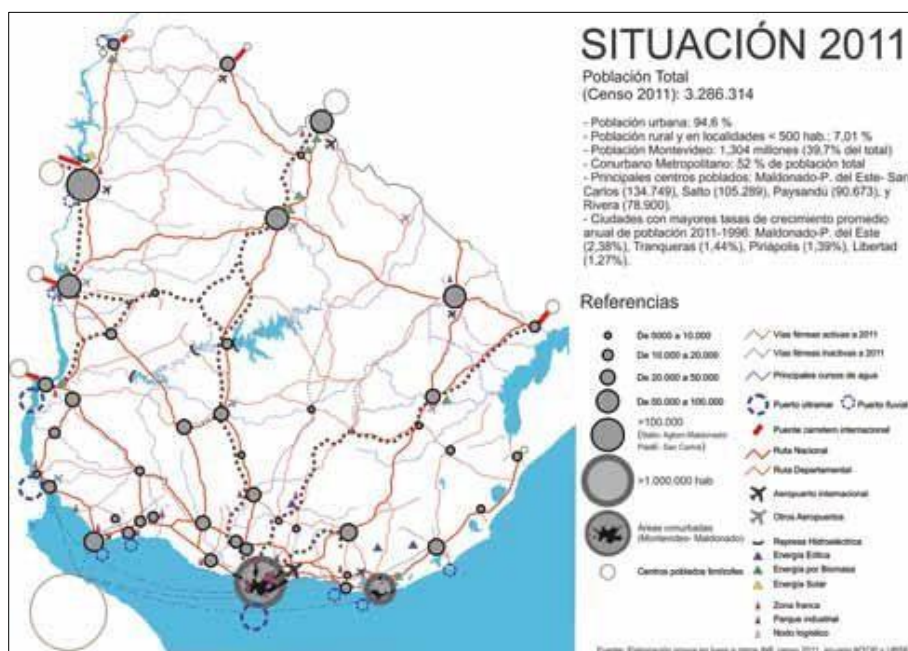 SITUACIÓN 2011
Población Total
(Censo 2011): 3.286.314
- Población urbana: 94,6 %
- Población rural y en localidades < 500 hab.: 7,01 %
- Población Montevideo: 1,304 millones (39,7% del total)
- Conurbano Metropolitano: 52 % de población total
- Principales centros poblados: Maldonado-P. del Este- San
Carlos (134.749), Salto (105.289), Paysandú (90.673), y
Rivera (78.900).
- Ciudades con mayores tasas de crecimiento promedio
anual de población 2011-1996: Maldonado-P. del Este
(2,38%), Tranqueras (1,44%), Piriápolis (1,39%), Libertad
(1,27%).
Referencias
De 5000 a 10.000
De 10.000 a 20.000
De 20.000 a 50.000
De 50.000 a 100.000
>100.000
>1.000.000 hab
Áreas conurbadas
(Montevideo- Maldonado)
Centros poblados limítrofes
Vías férreas activas a 2011
Vías férreas inactivas a 2011
Principales cursos de agua
Puerto ultramar
Puerto fluvial
Puente carretero internacional
Ruta Nacional
Ruta Departamental
Aeropuerto internacional
Otros Aeropuertos
Represa Hidroeléctrica
Energía Eólica
Energía por Biomasa
Energía Solar
Zona franca
Parque industrial
Nodo logístico